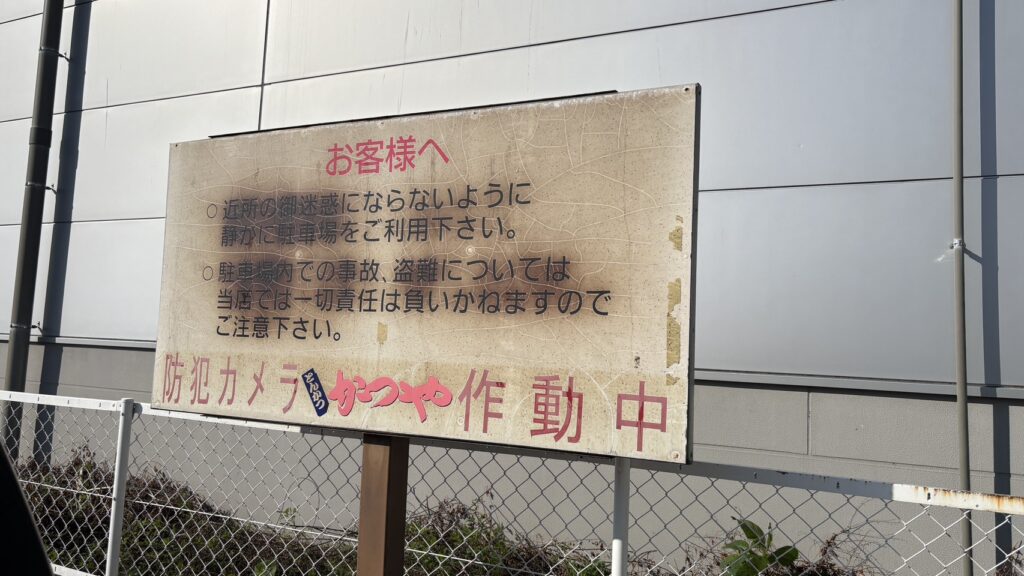 お客様へ
○近所の御迷惑にならないように
静かに駐車場をご利用下さい。
○駐車場内での事故、盗難については
当店では一切責任は負いかねますので
ご注意下さい。
防犯カメラ とんかつ かつや 作動中